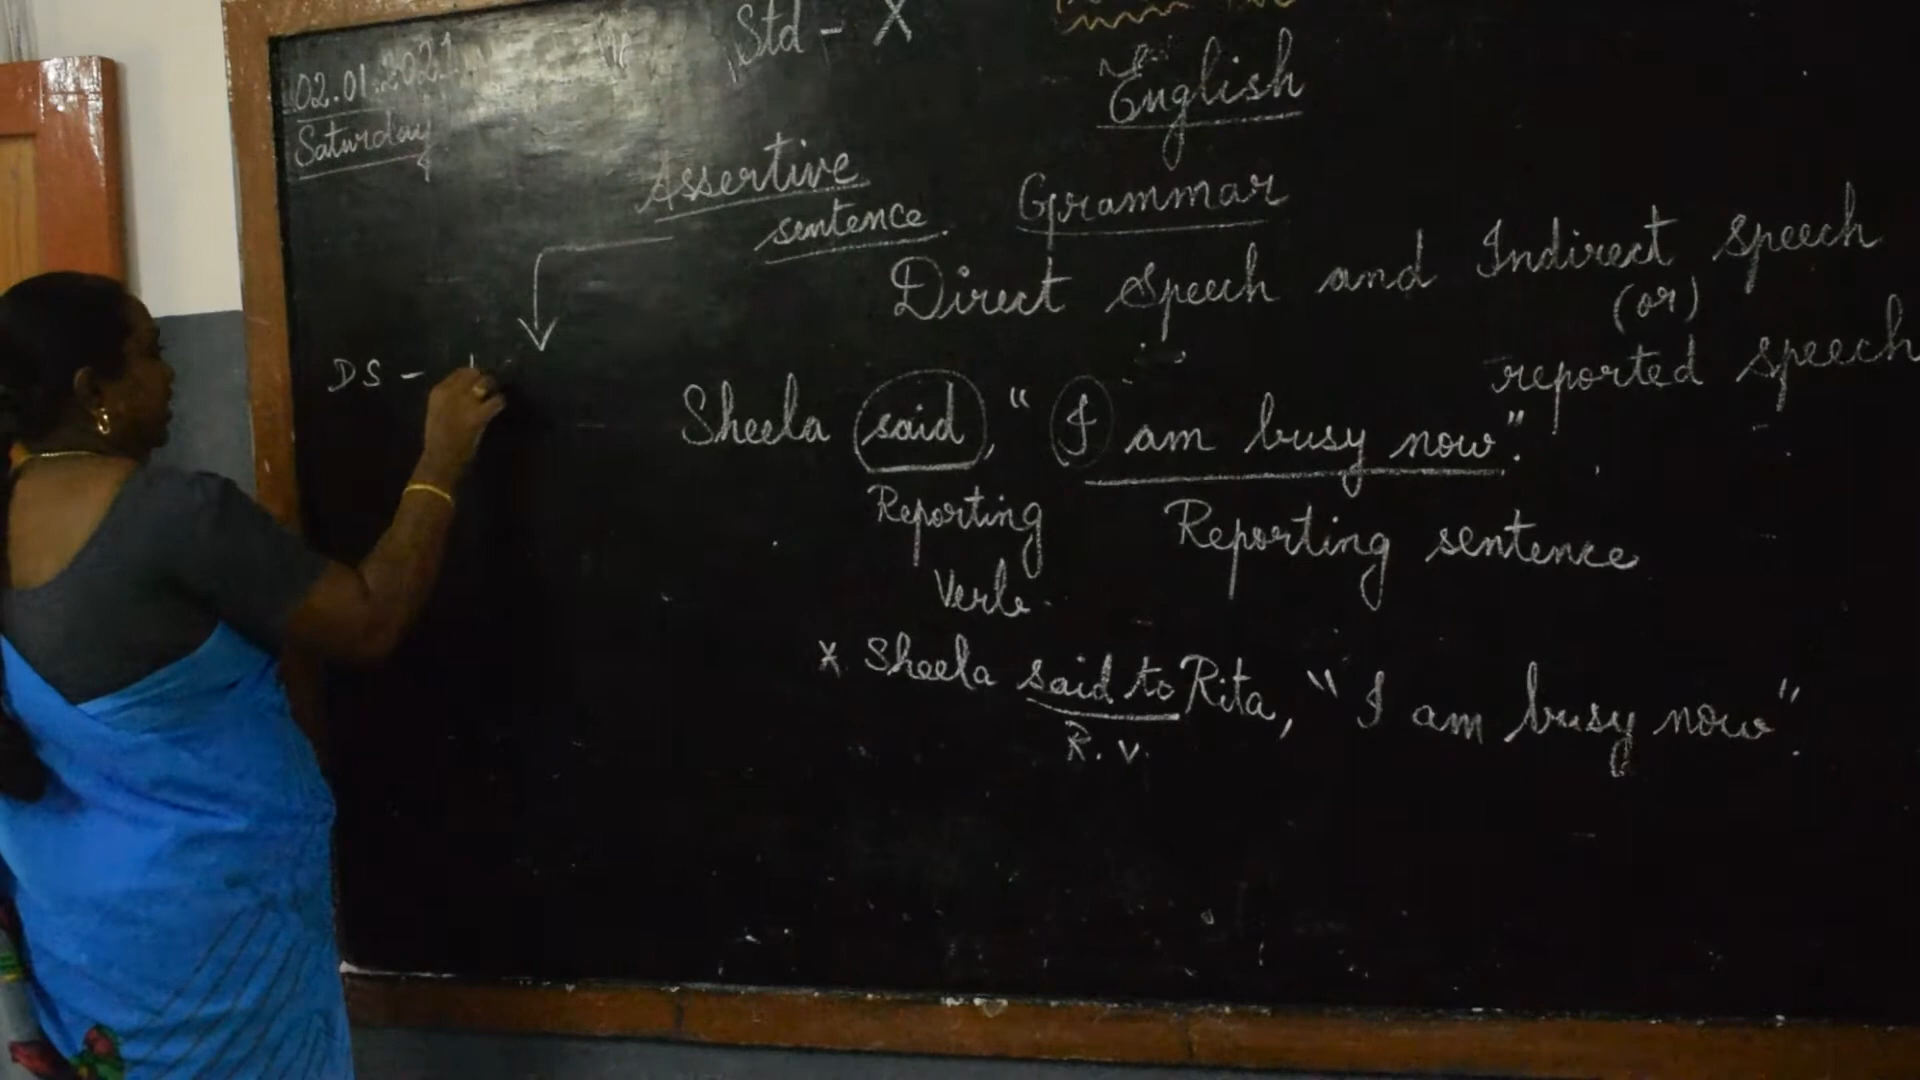 02.01.2021
Saturday
Std - X
English
Grammar
Assertive
sentence.
Direct speech and Indirect speech
(or)
reported speech
DS -
Sheela said, "I am busy now".
Reporting
Verb.
Reporting sentence
* Sheela said to Rita, "I am busy now".
R.V.